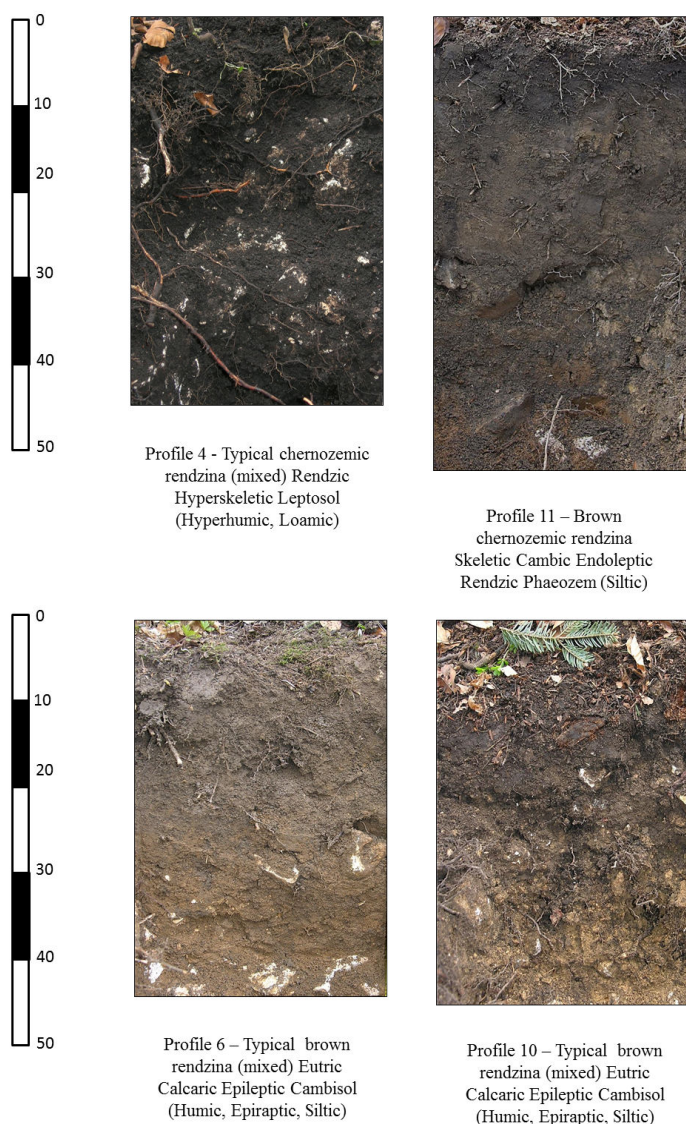 0
10
20
30
40
50
Profile 4 - Typical chernozemic
rendzina (mixed) Rendzic
Hyperskeletic Leptosol
(Hyperhumic, Loamic)
Profile 11 – Brown
chernozemic rendzina
Skeletic Cambic Endoleptic
Rendzic Phaeozem (Siltic)
0
10
20
30
40
50
Profile 6 – Typical brown
rendzina (mixed) Eutric
Calcaric Epileptic Cambisol
(Humic, Epiraptic, Siltic)
Profile 10 – Typical brown
rendzina (mixed) Eutric
Calcaric Epileptic Cambisol
(Humic, Epiraptic, Siltic)